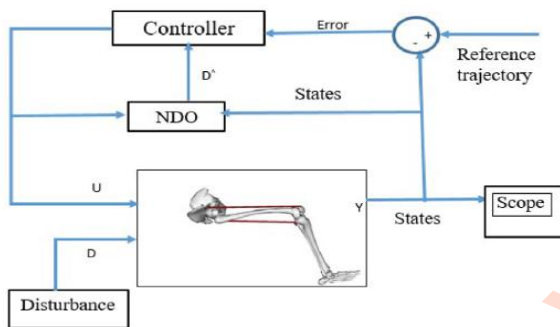 Controller
Error
- +
Reference
trajectory
D^
States
NDO
U
Y
States
Scope
D
Disturbance